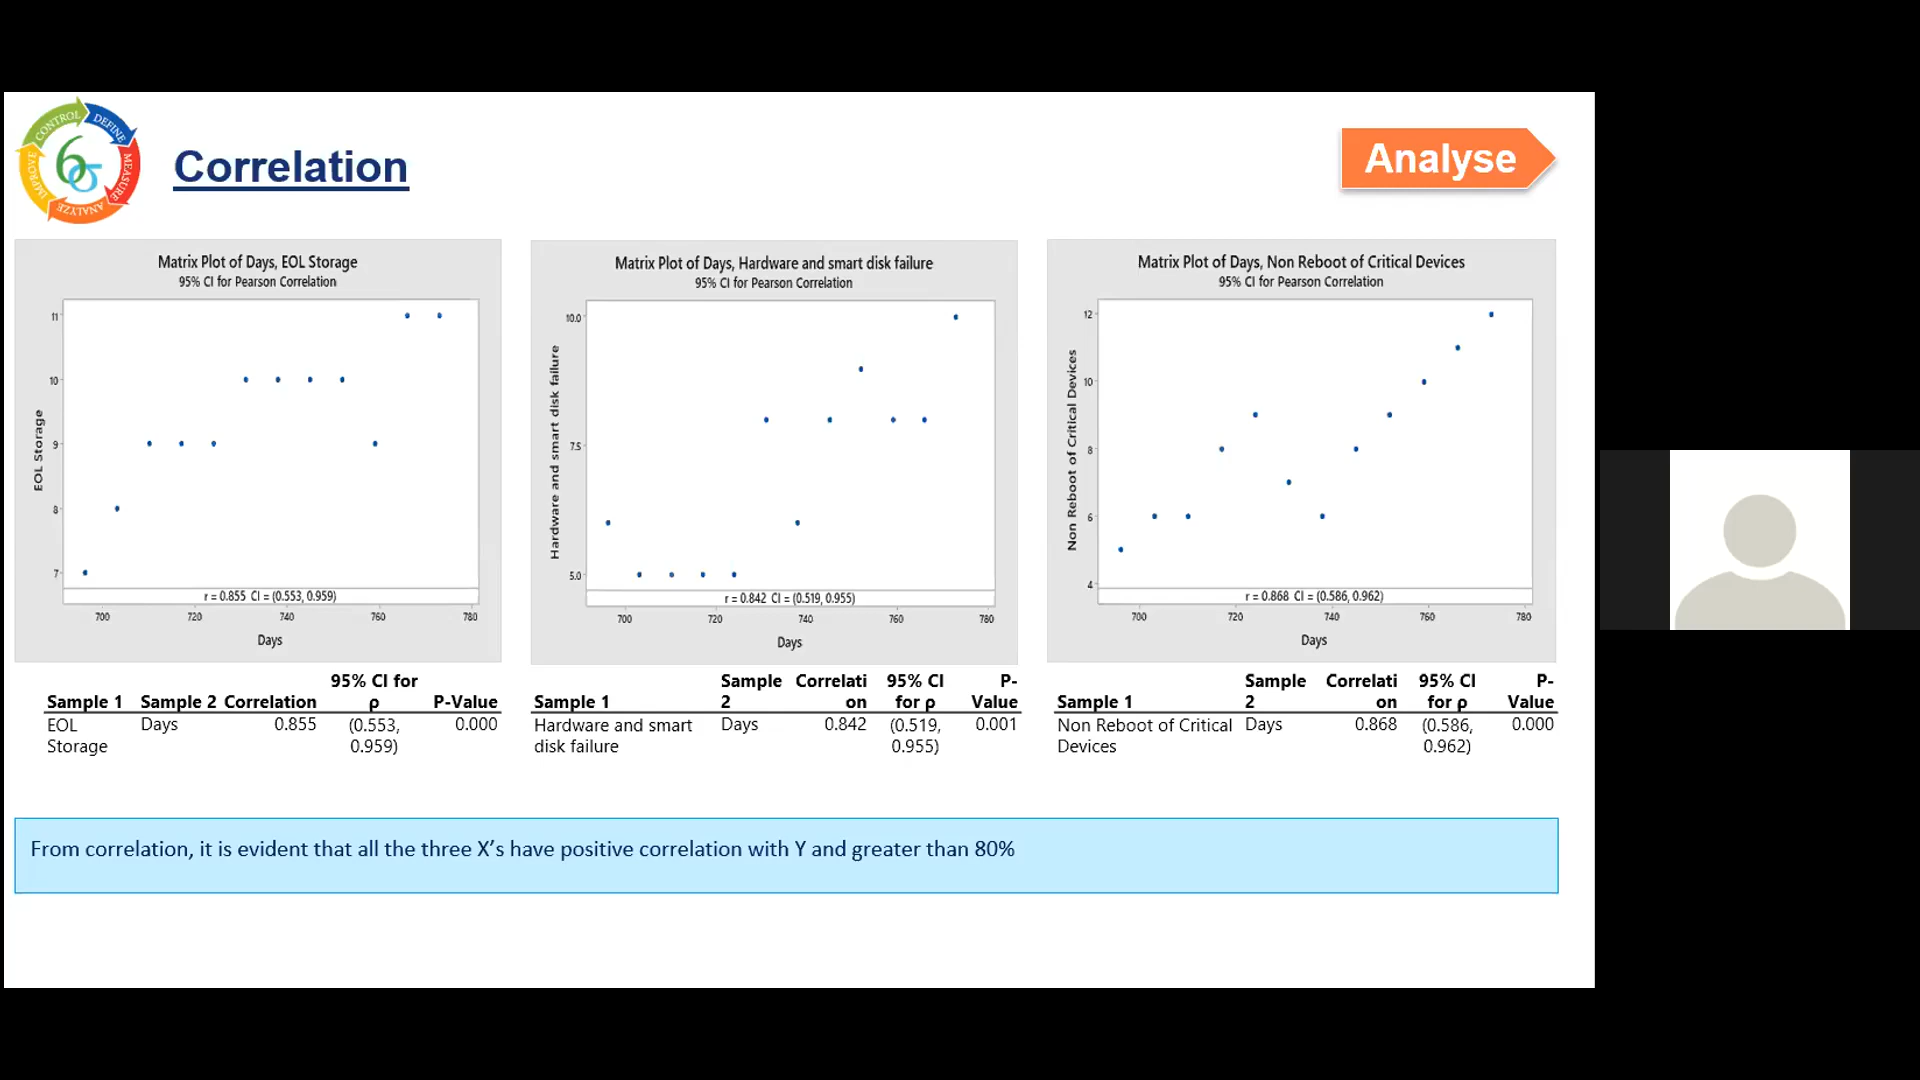 CONTROL
DEFINE
MEASURE
ANALYZE
IMPROVE
6σ
Correlation
Analyse
Matrix Plot of Days, EOL Storage
95% CI for Pearson Correlation
11
10
9
8
7
EOL Storage
r = 0.855 CI = (0.553, 0.959)
700 720 740 760 780
Days
Matrix Plot of Days, Hardware and smart disk failure
95% CI for Pearson Correlation
10.0
7.5
5.0
Hardware and smart disk failure
r = 0.842 CI = (0.519, 0.955)
700 720 740 760 780
Days
Matrix Plot of Days, Non Reboot of Critical Devices
95% CI for Pearson Correlation
12
10
8
6
4
Non Reboot of Critical Devices
r = 0.868 CI = (0.586, 0.962)
700 720 740 760 780
Days
95% CI for
Sample 1 Sample 2 Correlation ρ P-Value
EOL Days 0.855 (0.553, 0.000
Storage 0.959)
Sample Correlati 95% CI P-
Sample 1 2 on for ρ Value
Hardware and smart Days 0.842 (0.519, 0.001
disk failure 0.955)
Sample Correlati 95% CI P-
Sample 1 2 on for ρ Value
Non Reboot of Critical Days 0.868 (0.586, 0.000
Devices 0.962)
From correlation, it is evident that all the three X’s have positive correlation with Y and greater than 80%